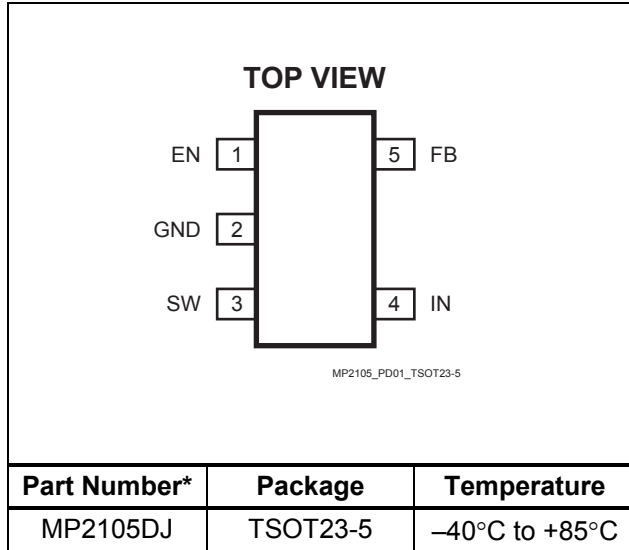 TOP VIEW
EN 1 5 FB
GND 2
SW 3 4 IN
MP2105_PD01_TSOT23-5
Part Number* Package Temperature
MP2105DJ TSOT23-5 –40°C to +85°C